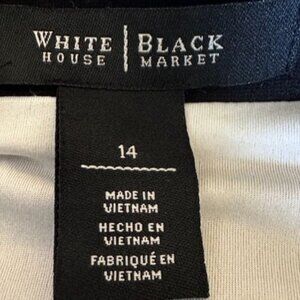 WHITE | BLACK
HOUSE | MARKET
14
MADE IN
VIETNAM
HECHO EN
VIETNAM
FABRIQUÉ EN
VIETNAM